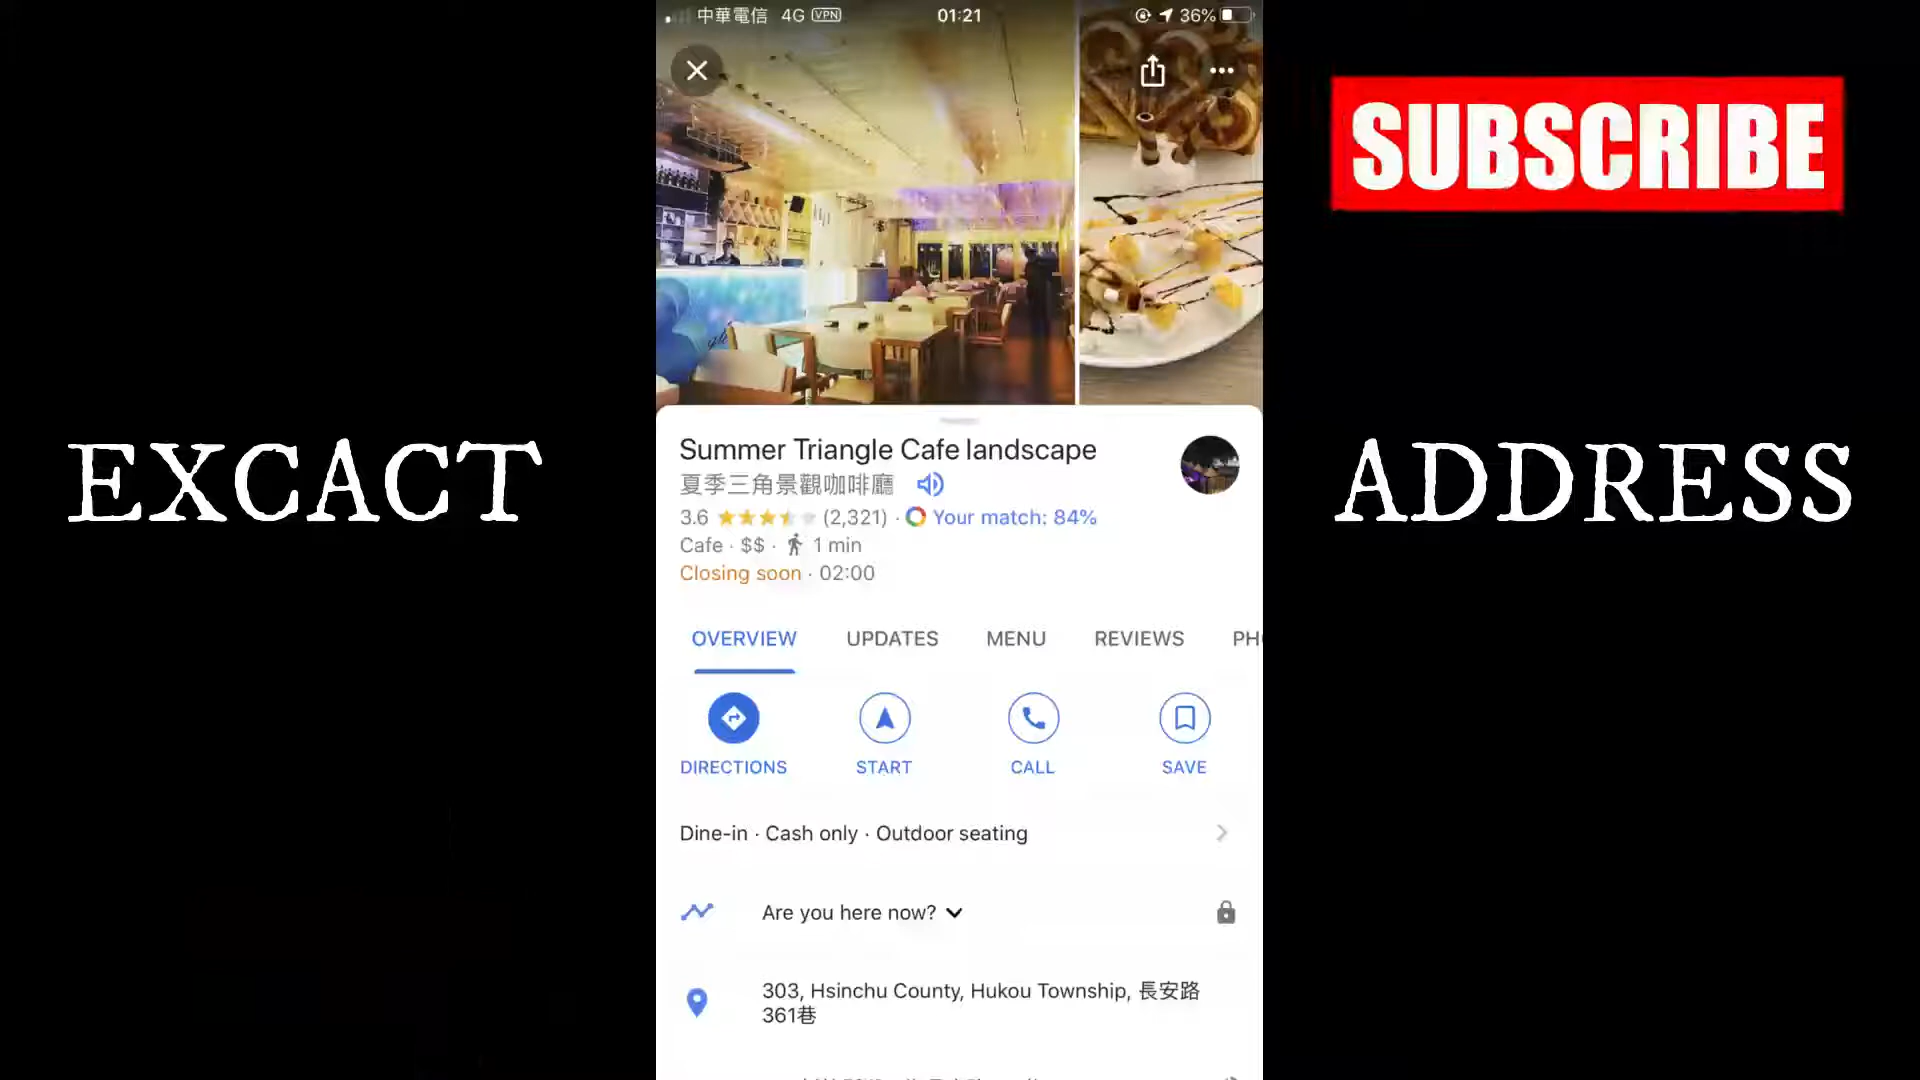 中華電信 4G VPN 01:21 36%
SUBSCRIBE
EXCACT
ADDRESS
Summer Triangle Cafe landscape
夏季三角景觀咖啡廳
3.6 (2,321) · Your match: 84%
Cafe · $$ · 1 min
Closing soon · 02:00
OVERVIEW UPDATES MENU REVIEWS PH
DIRECTIONS START CALL SAVE
Dine-in · Cash only · Outdoor seating
Are you here now?
303, Hsinchu County, Hukou Township, 長安路
361巷